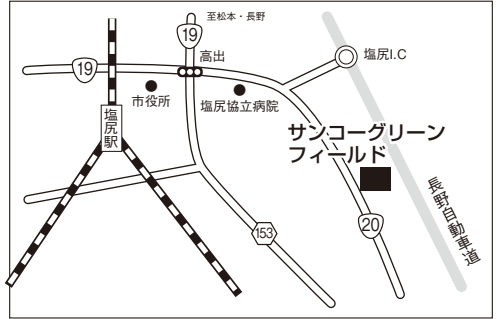 至松本・長野
19
高出
塩尻I.C
19
市役所
塩尻協立病院
塩尻駅
サンコーグリーン
フィールド
長野自動車道
153
20